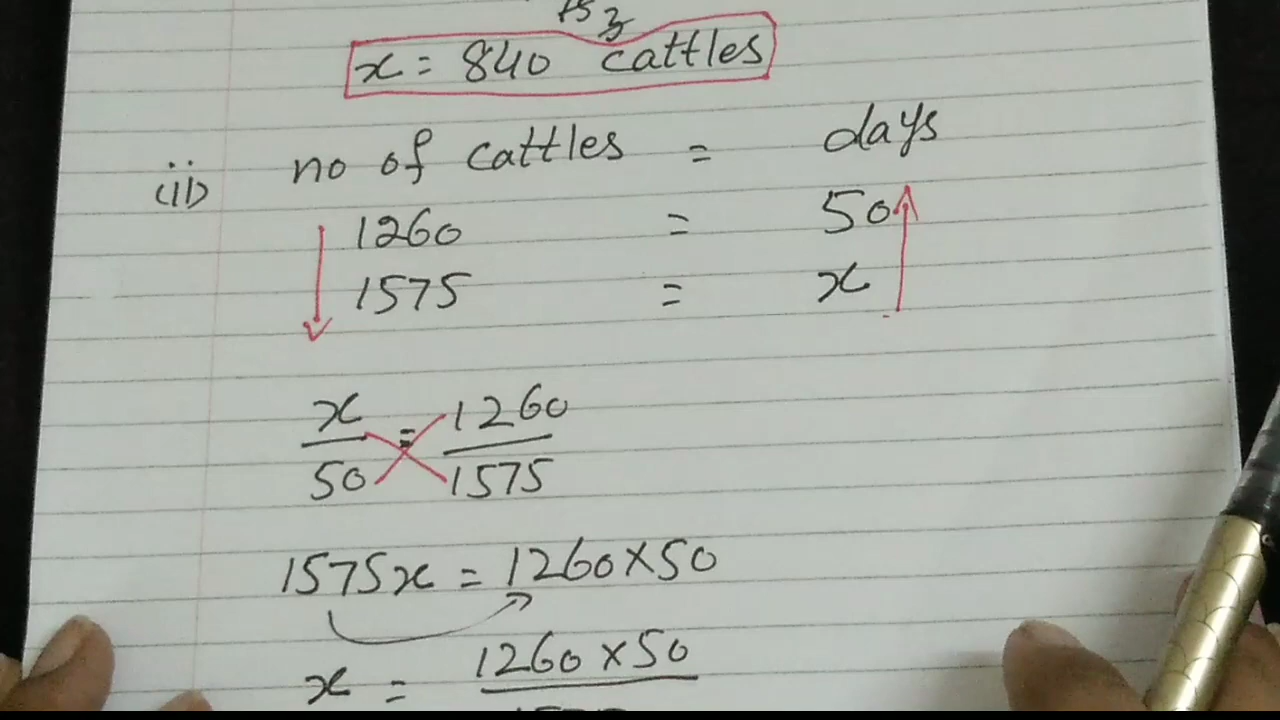 x = 840 cattles
(ii) no of cattles = days
1260 = 50
1575 = x
x/50 = 1260/1575
1575x = 1260×50
x = 1260×50